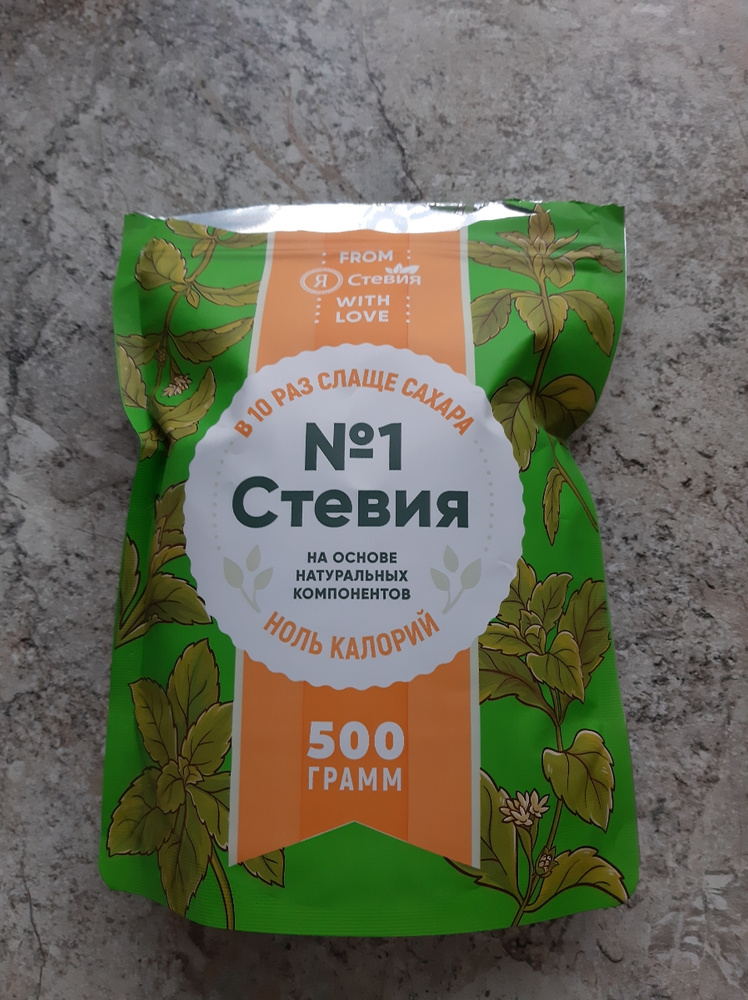 FROM
Я Стевия
WITH
LOVE
В 10 РАЗ СЛАЩЕ САХАРА
№1
Стевия
НА ОСНОВЕ
НАТУРАЛЬНЫХ
КОМПОНЕНТОВ
НОЛЬ КАЛОРИЙ
500
ГРАММ